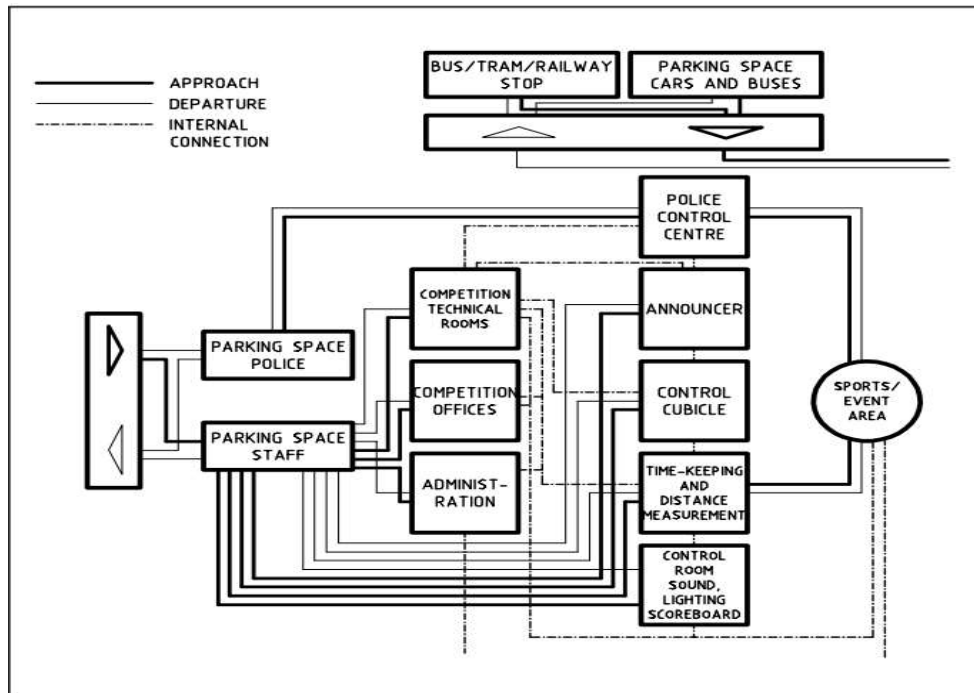 BUS/TRAM/RAILWAY
STOP
PARKING SPACE
CARS AND BUSES
APPROACH
DEPARTURE
INTERNAL
CONNECTION
POLICE
CONTROL
CENTRE
COMPETITION
TECHNICAL
ROOMS
ANNOUNCER
PARKING SPACE
POLICE
COMPETITION
OFFICES
CONTROL
CUBICLE
SPORTS/
EVENT
AREA
PARKING SPACE
STAFF
ADMINIST-
RATION
TIME-KEEPING
AND
DISTANCE
MEASUREMENT
CONTROL
ROOM
SOUND,
LIGHTING
SCOREBOARD